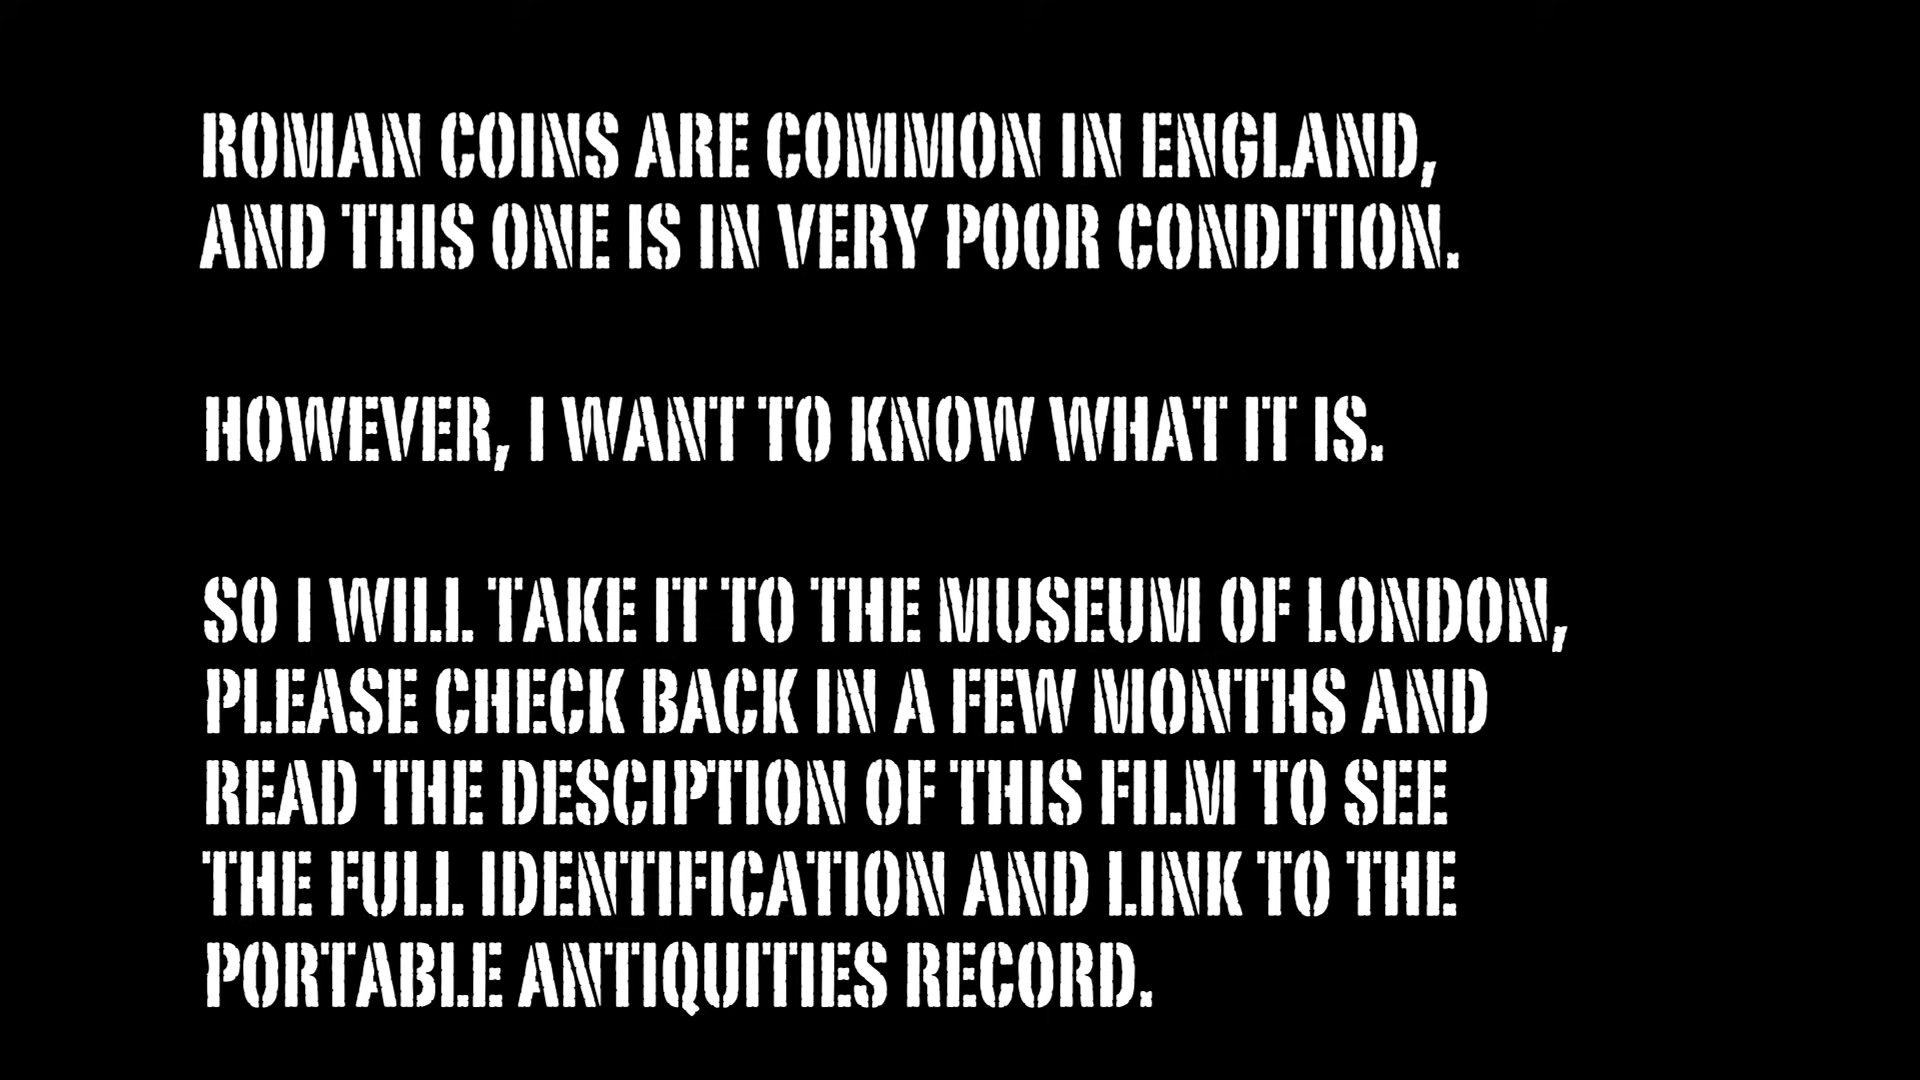 ROMAN COINS ARE COMMON IN ENGLAND,
AND THIS ONE IS IN VERY POOR CONDITION.
HOWEVER, I WANT TO KNOW WHAT IT IS.
SO I WILL TAKE IT TO THE MUSEUM OF LONDON,
PLEASE CHECK BACK IN A FEW MONTHS AND
READ THE DESCIPTION OF THIS FILM TO SEE
THE FULL IDENTIFICATION AND LINK TO THE
PORTABLE ANTIQUITIES RECORD.